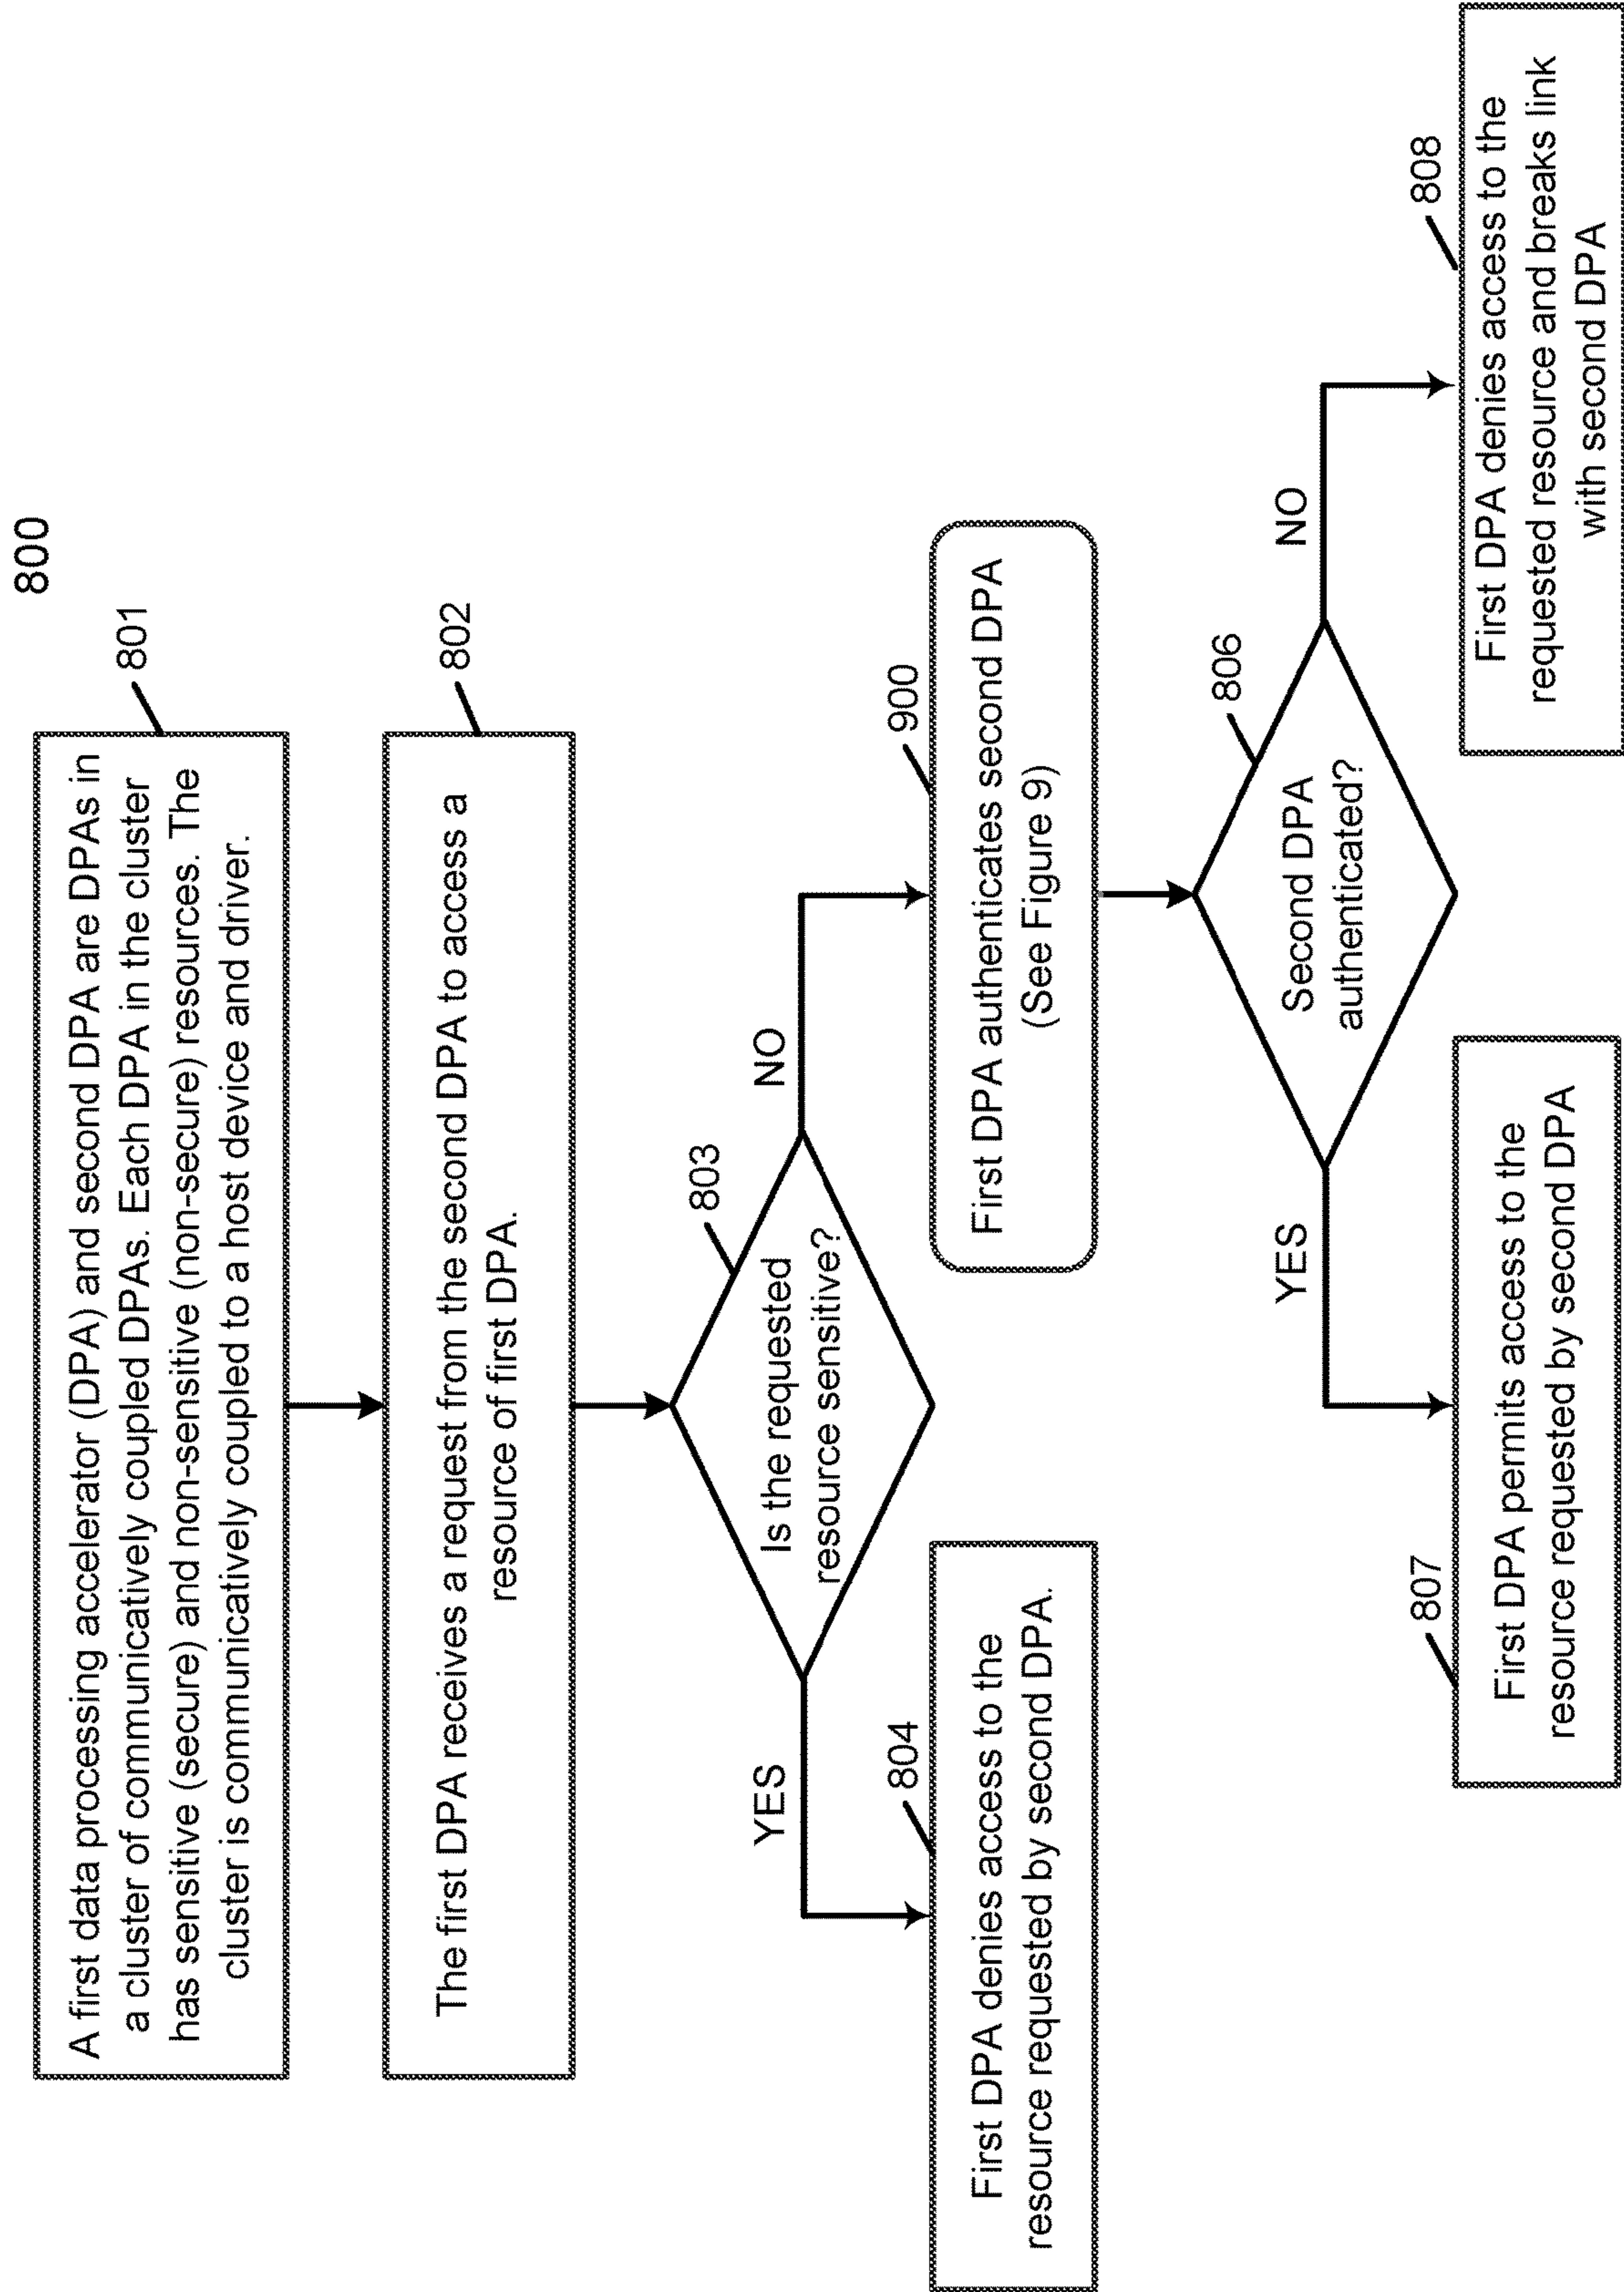 800
801
A first data processing accelerator (DPA) and second DPA are DPAs in
a cluster of communicatively coupled DPAs. Each DPA in the cluster
has sensitive (secure) and non-sensitive (non-secure) resources. The
cluster is communicatively coupled to a host device and driver.
802
The first DPA receives a request from the second DPA to access a
resource of first DPA.
803
Is the requested
resource sensitive?
YES
NO
804
First DPA denies access to the
resource requested by second DPA.
900
First DPA authenticates second DPA
(See Figure 9)
806
Second DPA
authenticated?
YES
NO
807
First DPA permits access to the
resource requested by second DPA
808
First DPA denies access to the
requested resource and breaks link
with second DPA